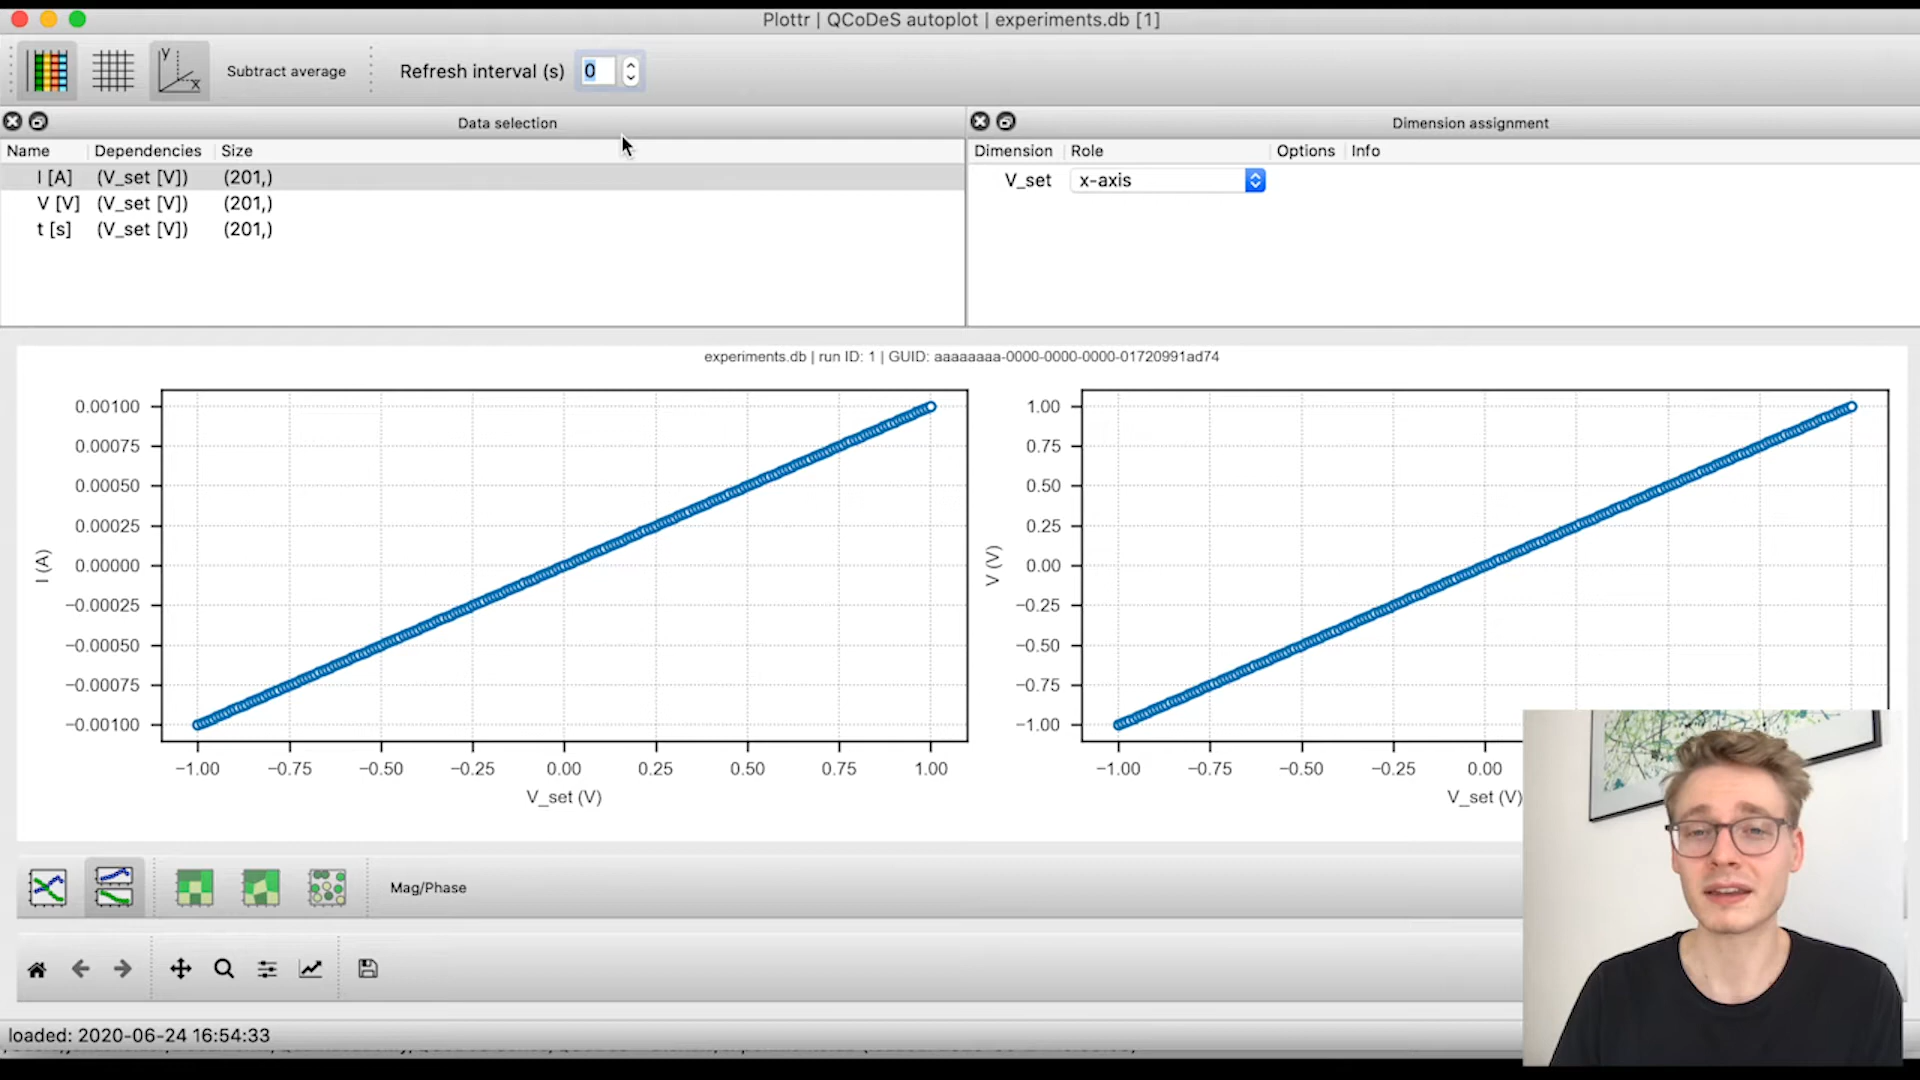 Plottr | QCoDeS autoplot | experiments.db [1]
y
x
Subtract average
Refresh interval (s) 0
Data selection
Name Dependencies Size
I [A] (V_set [V]) (201,)
V [V] (V_set [V]) (201,)
t [s] (V_set [V]) (201,)
Dimension assignment
Dimension Role Options Info
V_set x-axis
experiments.db | run ID: 1 | GUID: aaaaaaaa-0000-0000-0000-01720991ad74
0.00100
0.00075
0.00050
0.00025
0.00000
−0.00025
−0.00050
−0.00075
−0.00100
I (A)
−1.00 −0.75 −0.50 −0.25 0.00 0.25 0.50 0.75 1.00
V_set (V)
1.00
0.75
0.50
0.25
0.00
−0.25
−0.50
−0.75
−1.00
V (V)
−1.00 −0.75 −0.50 −0.25 0.00
V_set (V)
Mag/Phase
loaded: 2020-06-24 16:54:33